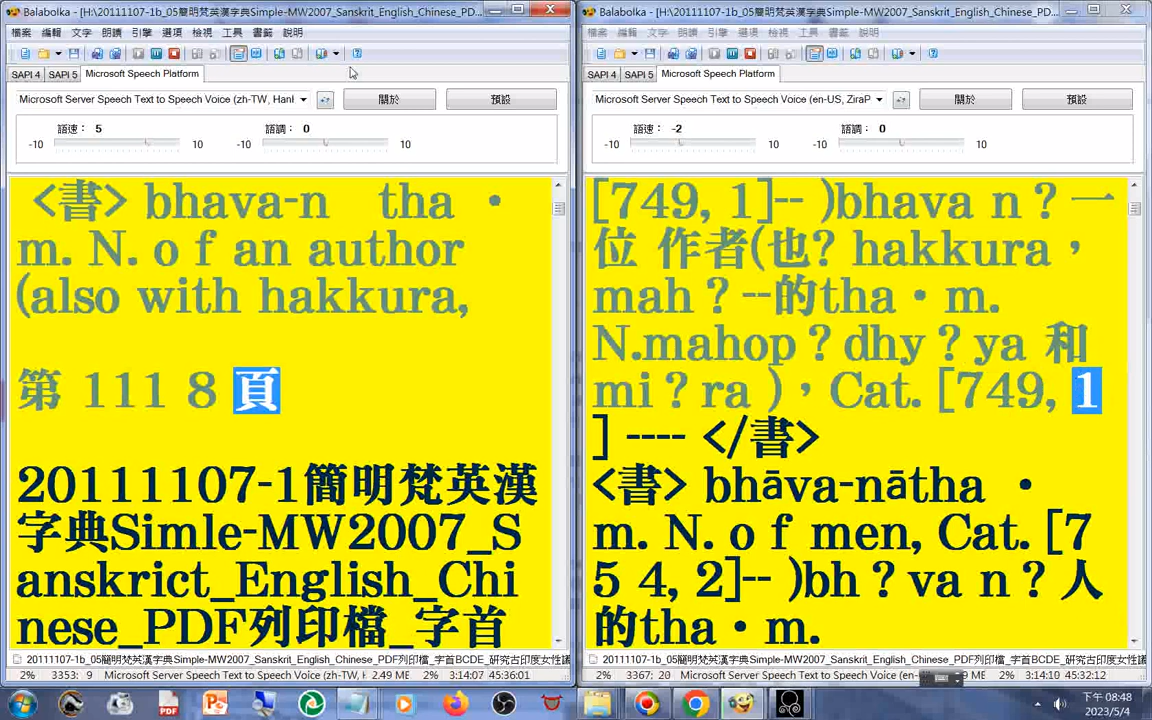 Balabolka - [H:\20111107-1b_05簡明梵英漢字典Simple-MW2007_Sanskrit_English_Chinese_PD...
檔案 編輯 文字 朗讀 引擎 選項 檢視 工具 書籤 說明
SAPI 4 SAPI 5 Microsoft Speech Platform
Microsoft Server Speech Text to Speech Voice (zh-TW, Hanl 關於 預設
語速： 5 語調： 0
-10 10 -10 10
<書> bhava-n tha •
m. N. o f an author
(also with hakkura,
第 111 8 頁
20111107-1簡明梵英漢
字典Simle-MW2007_S
anskrict_English_Chi
nese_PDF列印檔_字首
20111107-1b_05簡明梵英漢字典Simple-MW2007_Sanskrit_English_Chinese_PDF列印檔_字首BCDE_研究古印度女性議
2% 3353: 9 Microsoft Server Speech Text to Speech Voice (zh-TW, H 2.49 ME 2% 3:14:07 45:36:01
Balabolka - [H:\20111107-1b_05簡明梵英漢字典Simple-MW2007_Sanskrit_English_Chinese_PD...
檔案 編輯 文字 朗讀 引擎 選項 檢視 工具 書籤 說明
SAPI 4 SAPI 5 Microsoft Speech Platform
Microsoft Server Speech Text to Speech Voice (en-US, ZiraP 關於 預設
語速： -2 語調： 0
-10 10 -10 10
[749, 1]-- )bhava n？一
位 作者(也? hakkura，
mah？--的tha•m.
N.mahop？dhy？ya 和
mi？ra )，Cat. [749, 1
] ---- </書>
<書> bhāva-nātha •
m. N. o f men, Cat. [7
5 4, 2]-- )bh？va n？人
的tha•m.
20111107-1b_05簡明梵英漢字典Simple-MW2007_Sanskrit_English_Chinese_PDF列印檔_字首BCDE_研究古印度女性議
2% 3367: 20 Microsoft Server Speech Text to Speech Voice (en-US 2% 3:14:10 45:32:12
PDF
下午 08:48
2023/5/4